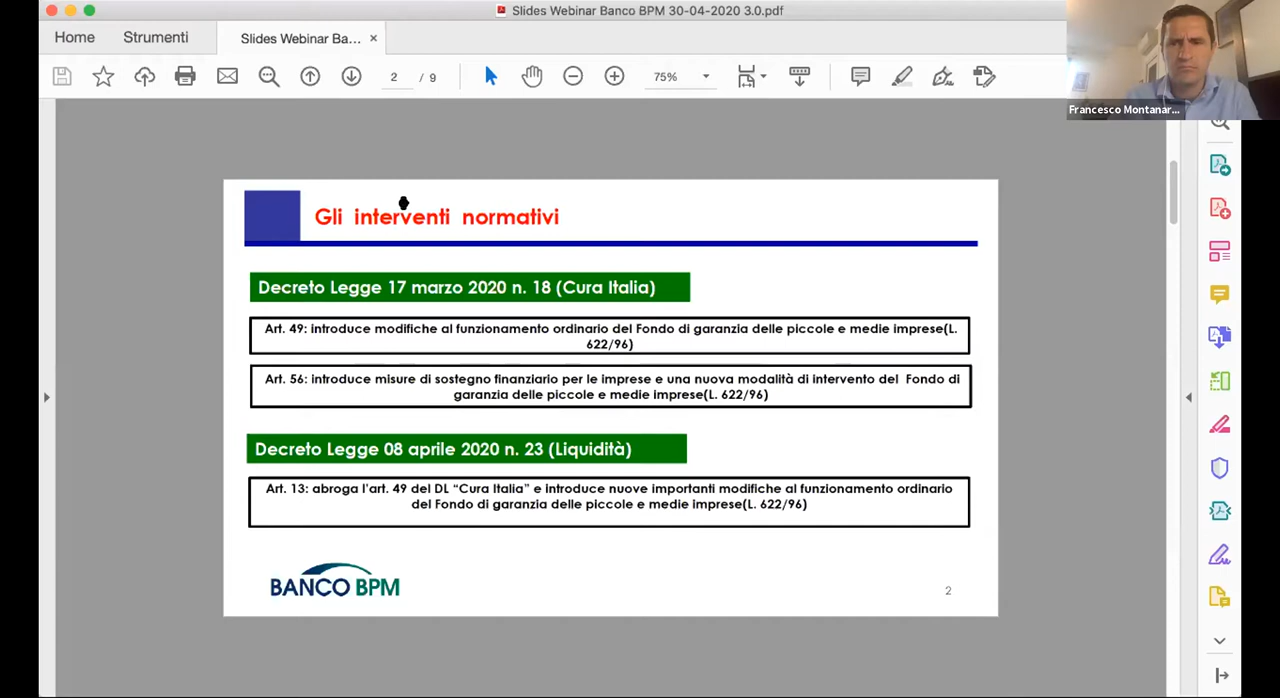 Slides Webinar Banco BPM 30-04-2020 3.0.pdf
Home
Strumenti
Slides Webinar Ba...
2
/ 9
75%
Francesco Montanar...
Gli interventi normativi
Decreto Legge 17 marzo 2020 n. 18 (Cura Italia)
Art. 49: introduce modifiche al funzionamento ordinario del Fondo di garanzia delle piccole e medie imprese(L.
622/96)
Art. 56: introduce misure di sostegno finanziario per le imprese e una nuova modalità di intervento del Fondo di
garanzia delle piccole e medie imprese(L. 622/96)
Decreto Legge 08 aprile 2020 n. 23 (Liquidità)
Art. 13: abroga l'art. 49 del DL “Cura Italia” e introduce nuove importanti modifiche al funzionamento ordinario
del Fondo di garanzia delle piccole e medie imprese(L. 622/96)
BANCO BPM
2